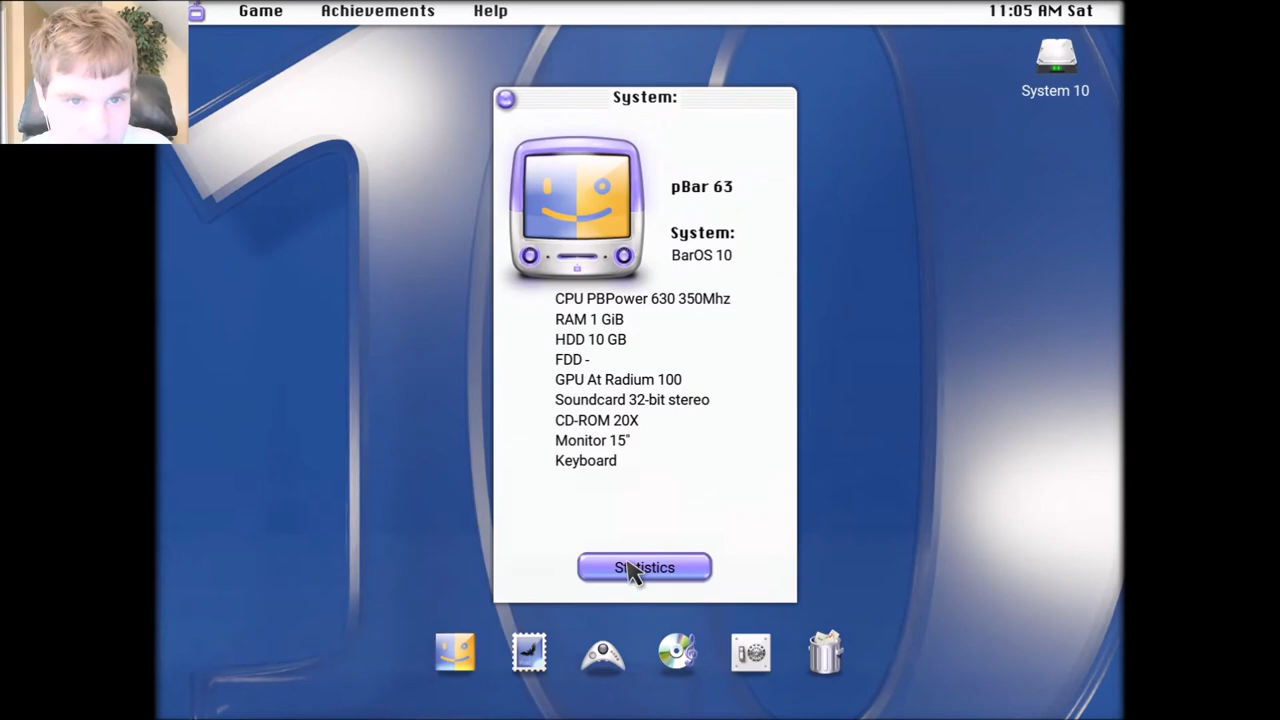 Game Achievements Help 11:05 AM Sat
System 10
System:
pBar 63
System:
BarOS 10
CPU PBPower 630 350Mhz
RAM 1 GiB
HDD 10 GB
FDD -
GPU At Radium 100
Soundcard 32-bit stereo
CD-ROM 20X
Monitor 15"
Keyboard
Statistics